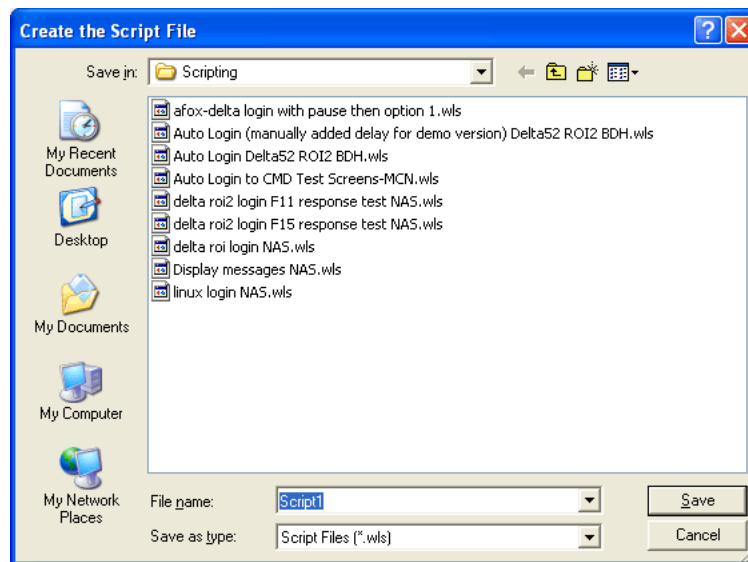 Create the Script File
Save in: Scripting
My Recent Documents
Desktop
My Documents
My Computer
My Network Places
afox-delta login with pause then option 1.wls
Auto Login (manually added delay for demo version) Delta52 ROI2 BDH.wls
Auto Login Delta52 ROI2 BDH.wls
Auto Login to CMD Test Screens-MCN.wls
delta roi2 login F11 response test NAS.wls
delta roi2 login F15 response test NAS.wls
delta roi login NAS.wls
Display messages NAS.wls
linux login NAS.wls
File name: Script1
Save
Save as type: Script Files (*.wls)
Cancel